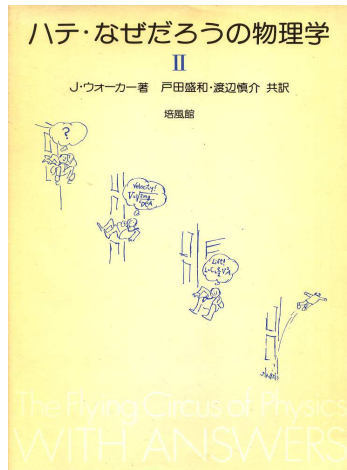 ハテ・なぜだろうの物理学
II
J・ウォーカー著 戸田盛和・渡辺慎介 共訳
培風館
?
Velocity!
The Flying Circus of Physics
WITH ANSWERS